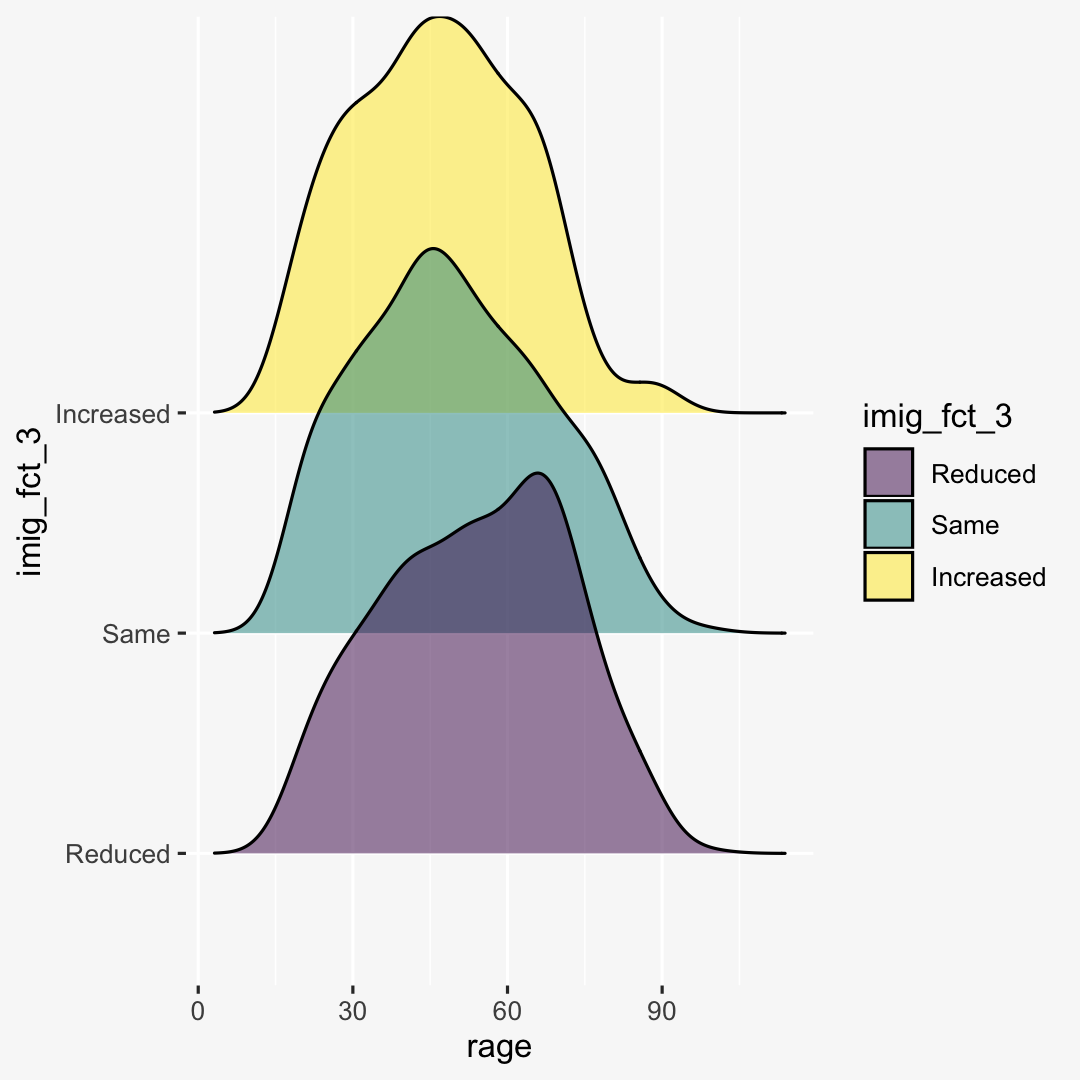 Increased
Same
Reduced
imig_fct_3
0 30 60 90
rage
imig_fct_3
Reduced
Same
Increased